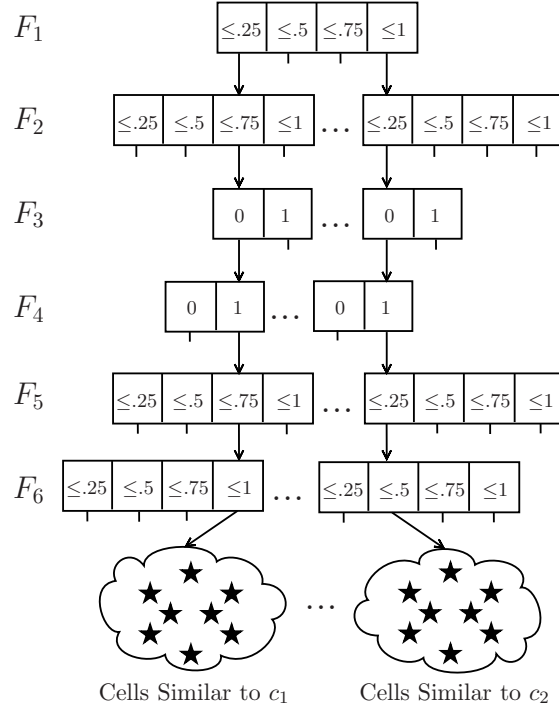 F₁ ≤.25 ≤.5 ≤.75 ≤1
F₂ ≤.25 ≤.5 ≤.75 ≤1 ... ≤.25 ≤.5 ≤.75 ≤1
F₃ 0 1 ... 0 1
F₄ 0 1 ... 0 1
F₅ ≤.25 ≤.5 ≤.75 ≤1 ... ≤.25 ≤.5 ≤.75 ≤1
F₆ ≤.25 ≤.5 ≤.75 ≤1 ... ≤.25 ≤.5 ≤.75 ≤1
...
Cells Similar to c₁ Cells Similar to c₂